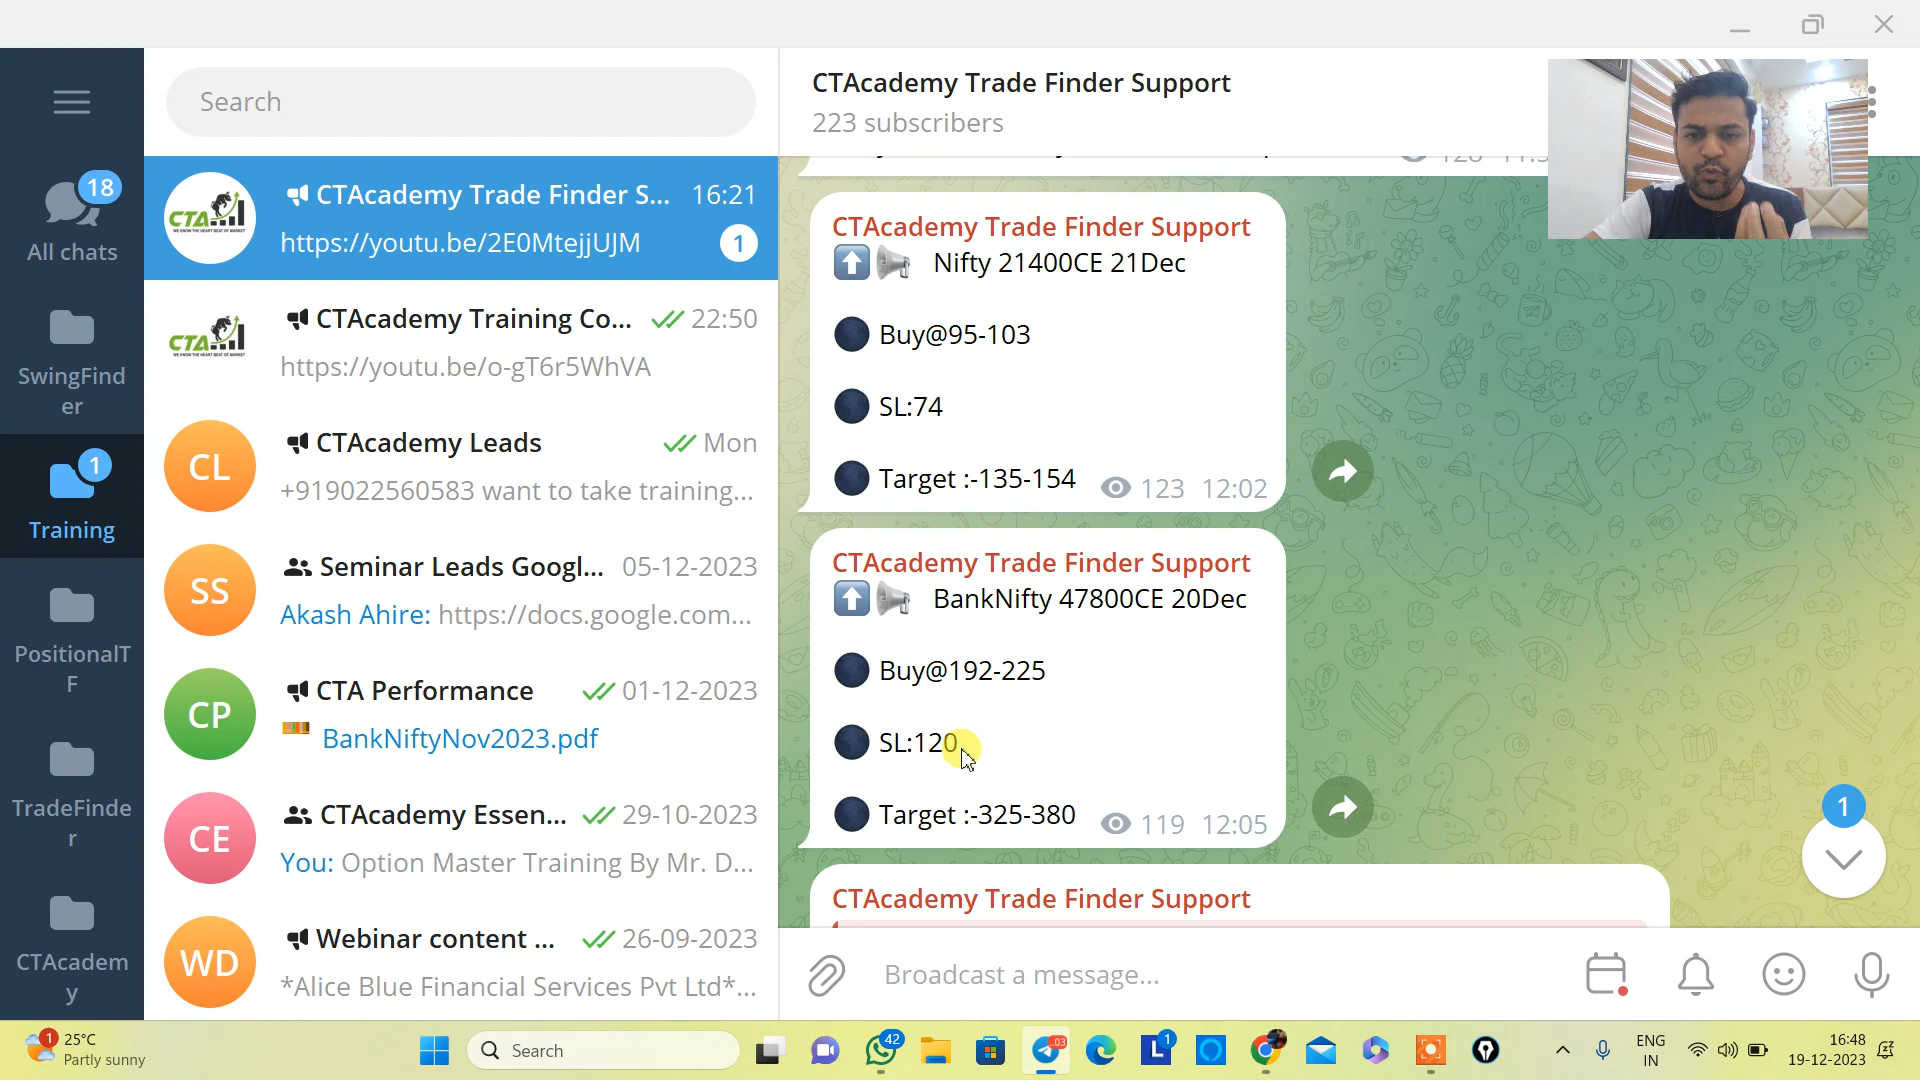 Search
18
All chats
SwingFind
er
1
Training
PositionalT
F
TradeFinde
r
CTAcadem
y
CTAcademy Trade Finder S... 16:21
https://youtu.be/2E0MtejjUJM 1
CTAcademy Training Co... 22:50
https://youtu.be/o-gT6r5WhVA
CL CTAcademy Leads Mon
+919022560583 want to take training...
SS Seminar Leads Googl... 05-12-2023
Akash Ahire: https://docs.google.com...
CP CTA Performance 01-12-2023
BankNiftyNov2023.pdf
CE CTAcademy Essen... 29-10-2023
You: Option Master Training By Mr. D...
WD Webinar content ... 26-09-2023
*Alice Blue Financial Services Pvt Ltd*...
CTAcademy Trade Finder Support
223 subscribers
CTAcademy Trade Finder Support
Nifty 21400CE 21Dec
Buy@95-103
SL:74
Target :-135-154 123 12:02
CTAcademy Trade Finder Support
BankNifty 47800CE 20Dec
Buy@192-225
SL:120
Target :-325-380 119 12:05
CTAcademy Trade Finder Support
1
Broadcast a message...
1
25°C
Partly sunny
Search
42
..03
1
ENG
IN
16:48
19-12-2023